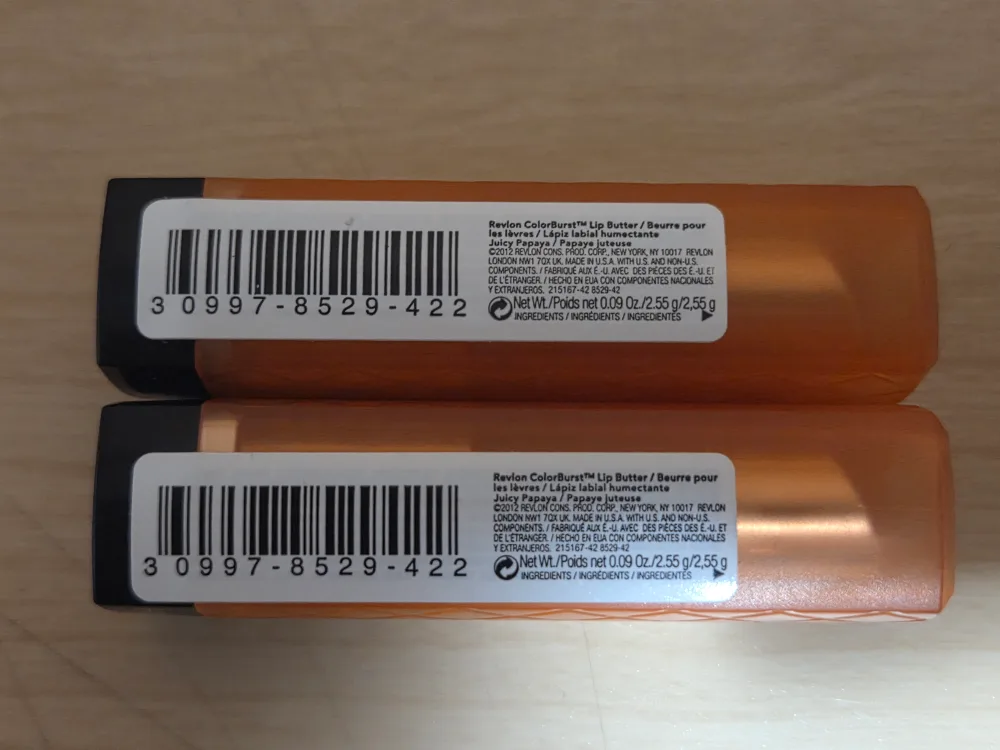 Revlon ColorBurst™ Lip Butter / Beurre pour
les lèvres / Lápiz labial humectante
Juicy Papaya / Papaye juteuse
©2012 REVLON CONS. PROD. CORP., NEW YORK, NY 10017 REVLON
LONDON NW1 7QX UK. MADE IN U.S.A. WITH U.S. AND NON-U.S.
COMPONENTS. / FABRIQUÉ AUX É.-U. AVEC DES PIÈCES DES É.-U. ET
DE L'ÉTRANGER. / HECHO EN EUA CON COMPONENTES NACIONALES
Y EXTRANJEROS. 215167-42 8529-42
Net Wt./Poids net 0.09 Oz./2.55 g/2,55 g
INGREDIENTS / INGRÉDIENTS / INGREDIENTES
3 0997-8529-422
Revlon ColorBurst™ Lip Butter / Beurre pour
les lèvres / Lápiz labial humectante
Juicy Papaya / Papaye juteuse
©2012 REVLON CONS. PROD. CORP., NEW YORK, NY 10017 REVLON
LONDON NW1 7QX UK. MADE IN U.S.A. WITH U.S. AND NON-U.S.
COMPONENTS. / FABRIQUÉ AUX É.-U. AVEC DES PIÈCES DES É.-U. ET
DE L'ÉTRANGER. / HECHO EN EUA CON COMPONENTES NACIONALES
Y EXTRANJEROS. 215167-42 8529-42
Net Wt./Poids net 0.09 Oz./2.55 g/2,55 g
INGREDIENTS / INGRÉDIENTS / INGREDIENTES
3 0997-8529-422